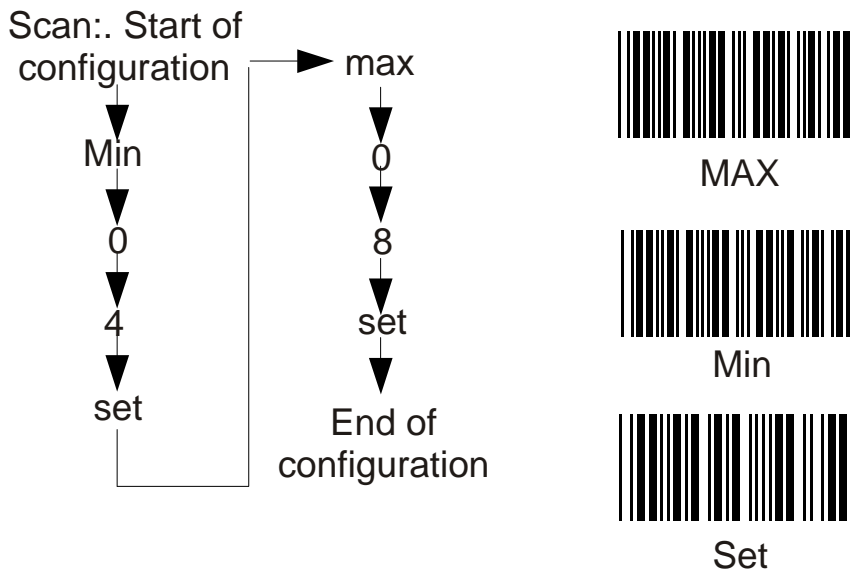 Scan:. Start of
configuration
Min
0
4
set
max
0
8
set
End of
configuration
MAX
Min
Set